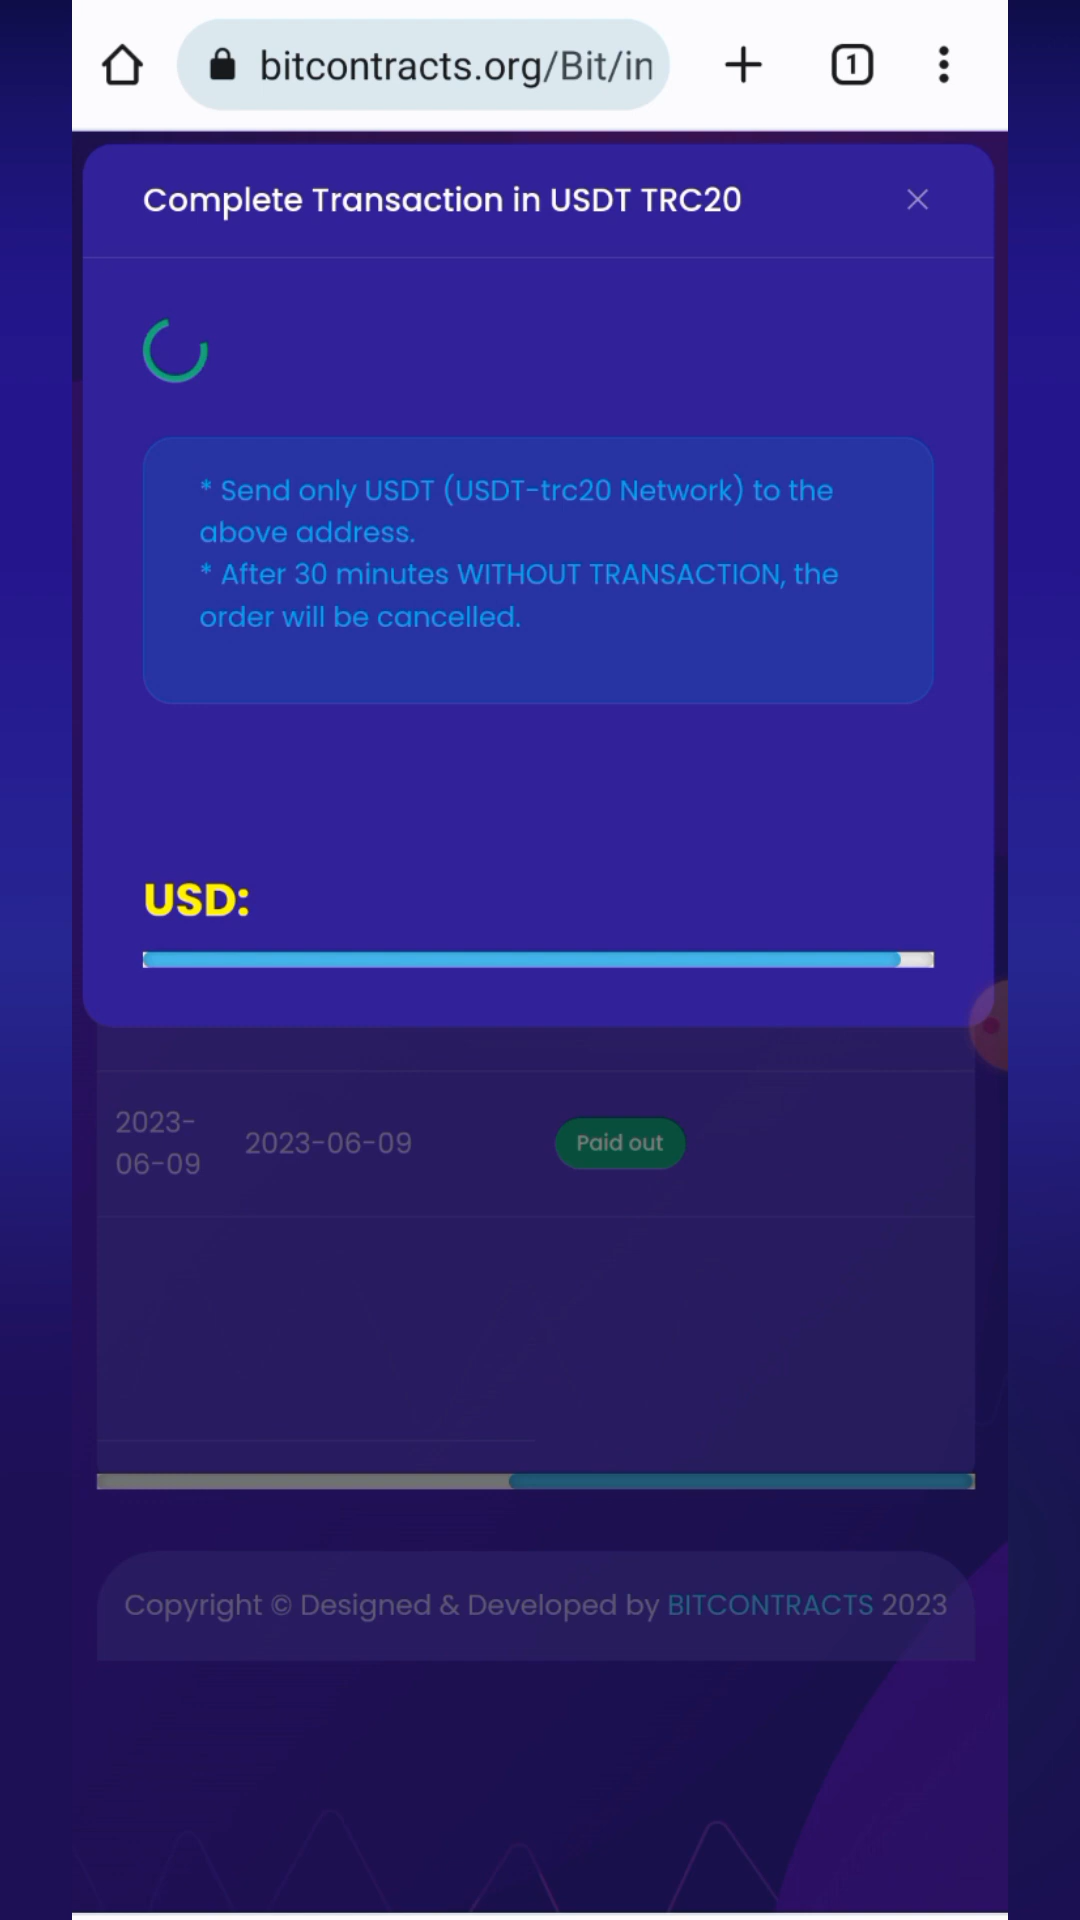 bitcontracts.org/Bit/in
1
Complete Transaction in USDT TRC20
* Send only USDT (USDT-trc20 Network) to the
above address.
* After 30 minutes WITHOUT TRANSACTION, the
order will be cancelled.
USD:
2023-
06-09
2023-06-09
Paid out
Copyright © Designed & Developed by BITCONTRACTS 2023